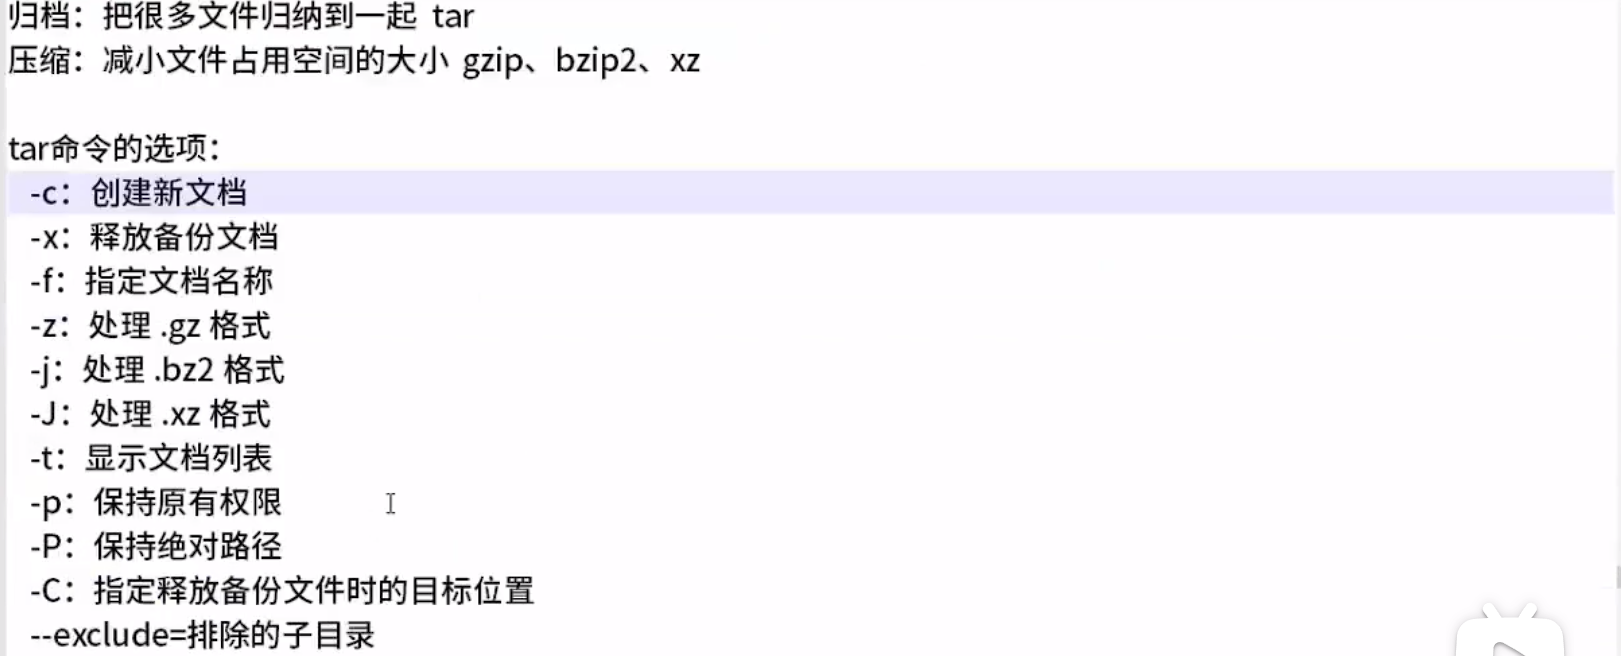 归档：把很多文件归纳到一起 tar
压缩：减小文件占用空间的大小 gzip、bzip2、xz
tar命令的选项：
-c：创建新文档
-x：释放备份文档
-f：指定文档名称
-z：处理 .gz 格式
-j：处理 .bz2 格式
-J：处理 .xz 格式
-t：显示文档列表
-p：保持原有权限
-P：保持绝对路径
-C：指定释放备份文件时的目标位置
--exclude=排除的子目录